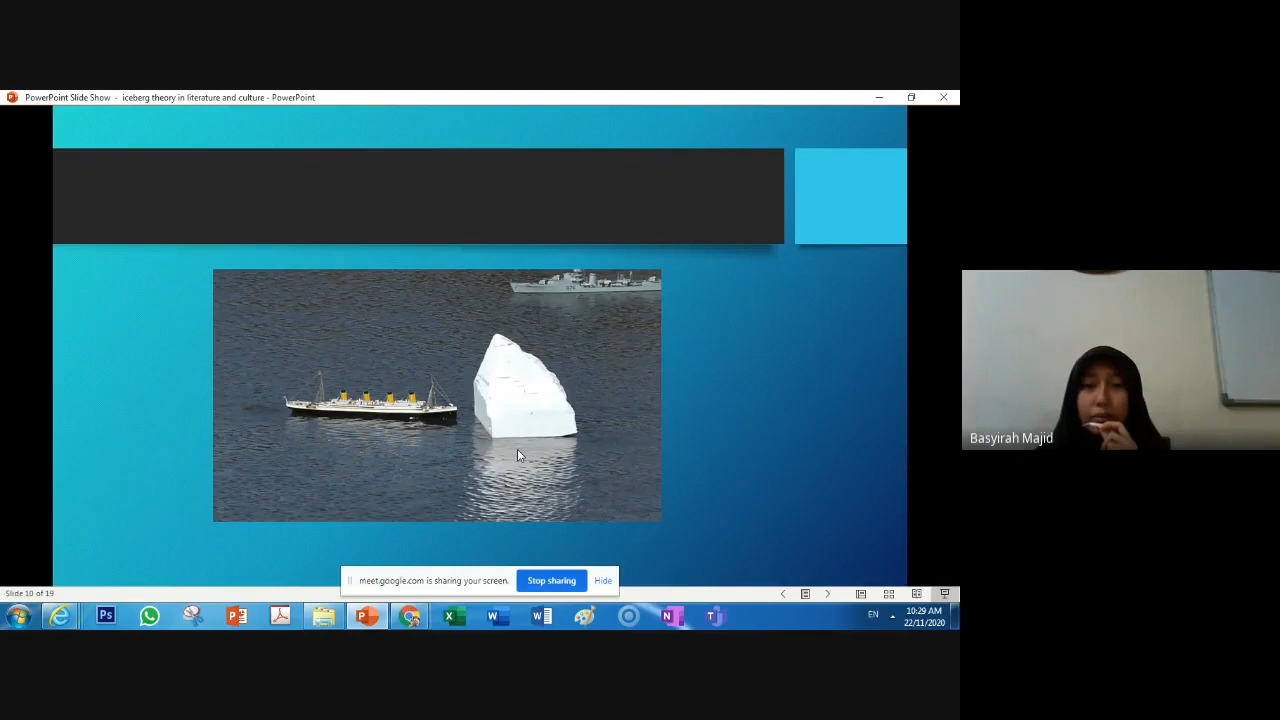 PowerPoint Slide Show - iceberg theory in literature and culture - PowerPoint
Basyirah Majid
meet.google.com is sharing your screen.
Stop sharing
Hide
Slide 10 of 19
Ps
EN
10:29 AM
22/11/2020